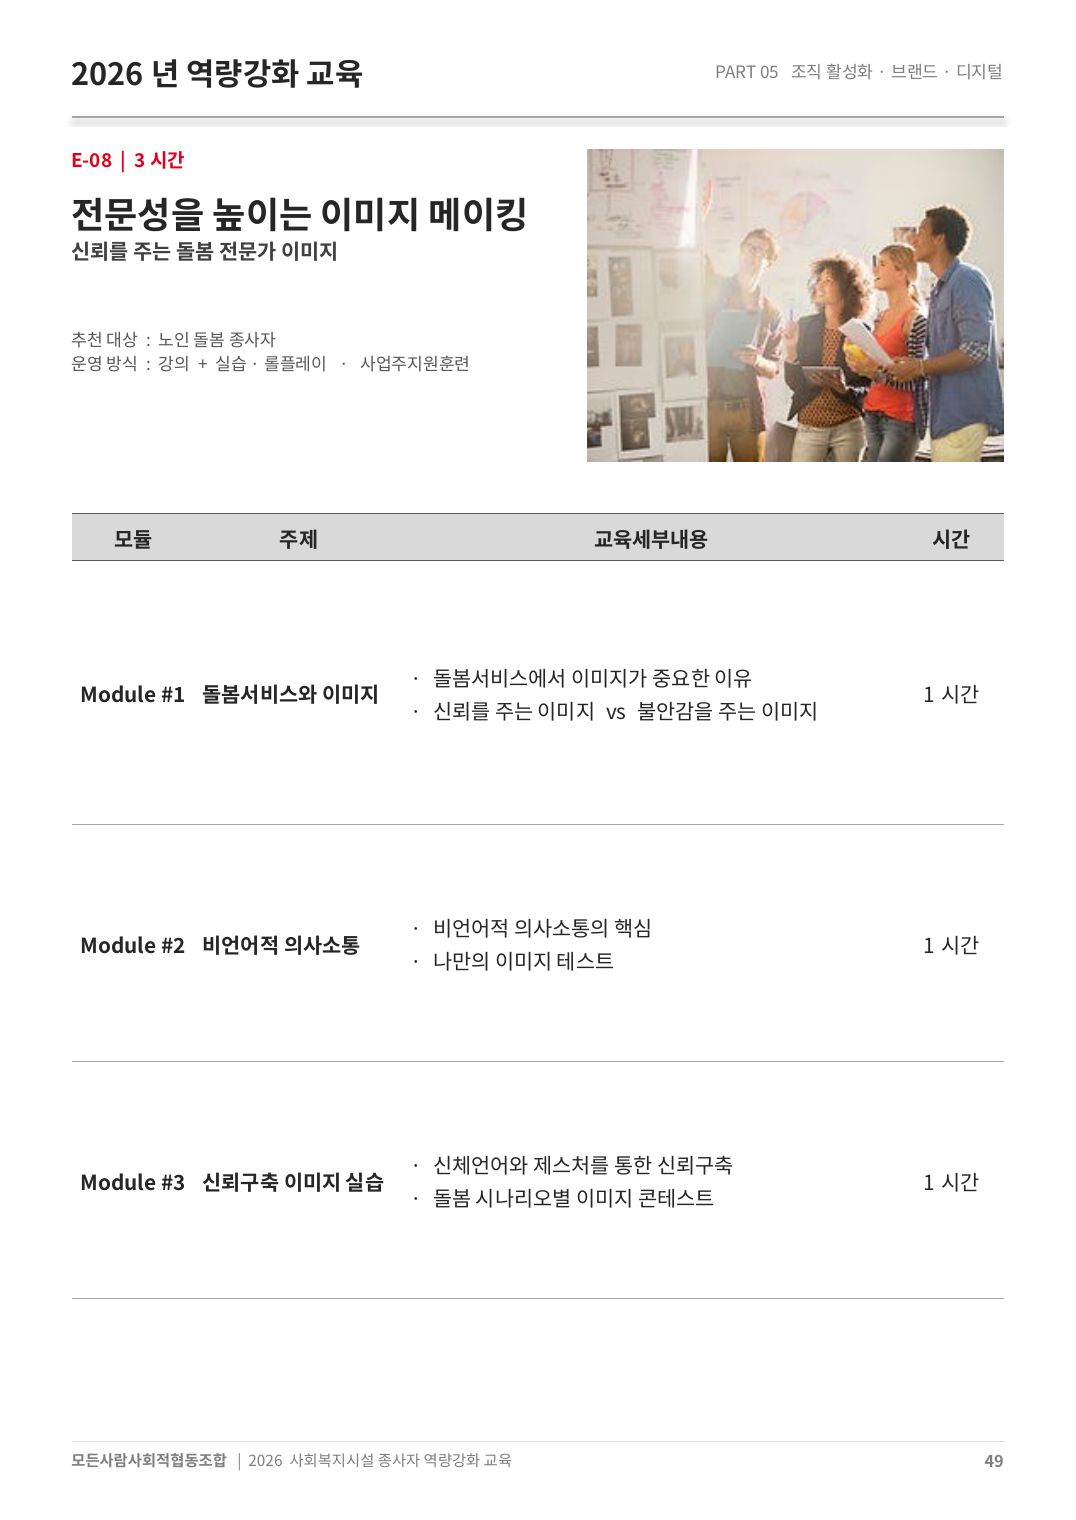 2026 년 역량강화 교육
PART 05 조직 활성화 · 브랜드 · 디지털
E-08 | 3 시간
전문성을 높이는 이미지 메이킹
신뢰를 주는 돌봄 전문가 이미지
추천 대상 : 노인 돌봄 종사자
운영 방식 : 강의 + 실습 · 롤플레이 · 사업주지원훈련
모듈 주제 교육세부내용 시간
Module #1 돌봄서비스와 이미지
· 돌봄서비스에서 이미지가 중요한 이유
· 신뢰를 주는 이미지 vs 불안감을 주는 이미지
1 시간
Module #2 비언어적 의사소통
· 비언어적 의사소통의 핵심
· 나만의 이미지 테스트
1 시간
Module #3 신뢰구축 이미지 실습
· 신체언어와 제스처를 통한 신뢰구축
· 돌봄 시나리오별 이미지 콘테스트
1 시간
모든사람사회적협동조합 | 2026 사회복지시설 종사자 역량강화 교육
49